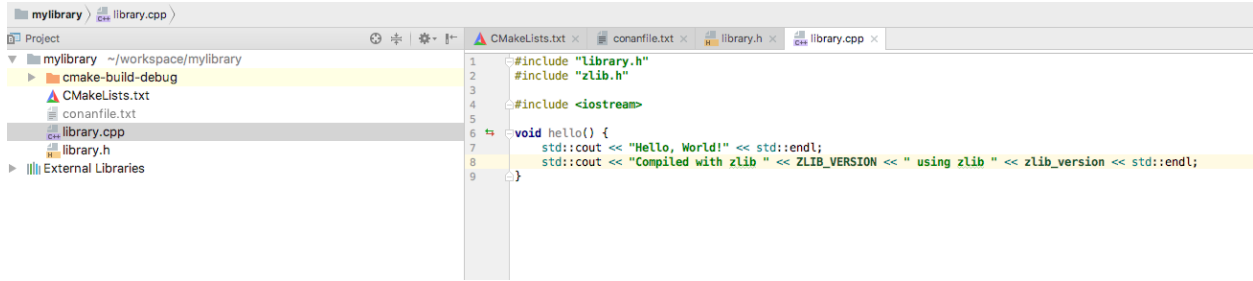 mylibrary library.cpp
Project
CMakeLists.txt conanfile.txt library.h library.cpp
mylibrary ~/workspace/mylibrary
cmake-build-debug
CMakeLists.txt
conanfile.txt
library.cpp
library.h
External Libraries
1 #include "library.h"
2 #include "zlib.h"
3
4 #include <iostream>
5
6 void hello() {
7 std::cout << "Hello, World!" << std::endl;
8 std::cout << "Compiled with zlib " << ZLIB_VERSION << " using zlib " << zlib_version << std::endl;
9 }